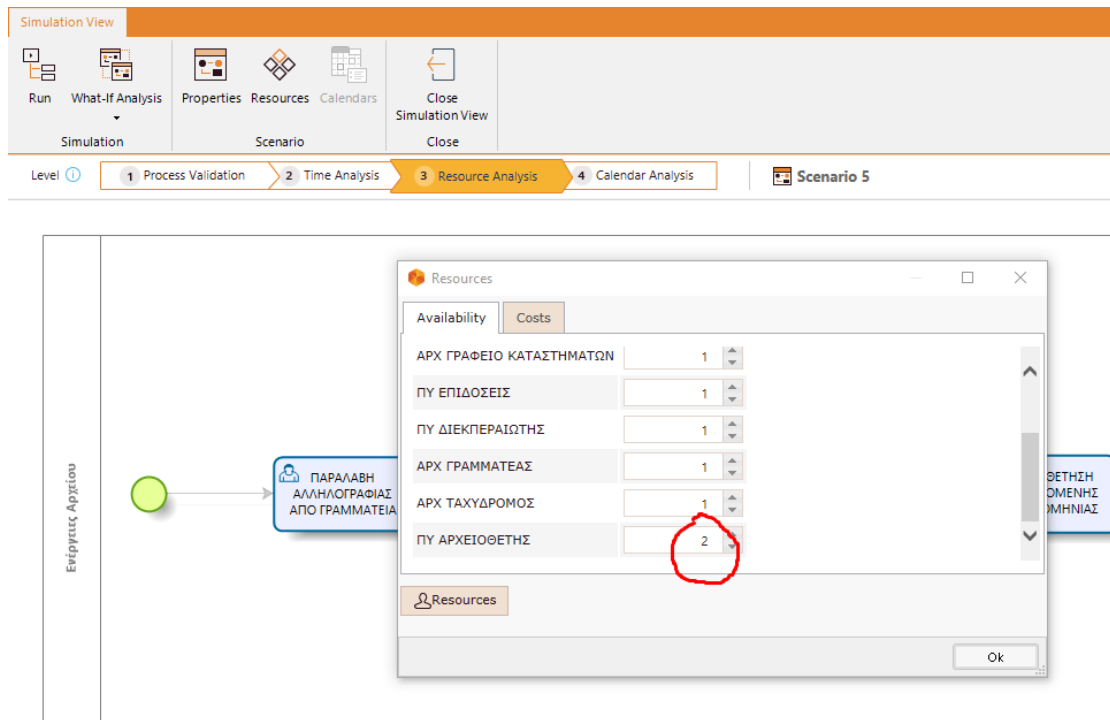 Simulation View
Run
What-If Analysis
Properties
Resources
Calendars
Close
Simulation View
Simulation
Scenario
Close
Level
1 Process Validation
2 Time Analysis
3 Resource Analysis
4 Calendar Analysis
Scenario 5
Resources
Availability
Costs
ΑΡΧ ΓΡΑΦΕΙΟ ΚΑΤΑΣΤΗΜΑΤΩΝ 1
ΠΥ ΕΠΙΔΟΣΕΙΣ 1
ΠΥ ΔΙΕΚΠΕΡΑΙΩΤΗΣ 1
ΑΡΧ ΓΡΑΜΜΑΤΕΑΣ 1
ΑΡΧ ΤΑΧΥΔΡΟΜΟΣ 1
ΠΥ ΑΡΧΕΙΟΘΕΤΗΣ 2
Resources
Ok
Ενέργειες Αρχείου
ΠΑΡΑΛΑΒΗ
ΑΛΛΗΛΟΓΡΑΦΙΑΣ
ΑΠΟ ΓΡΑΜΜΑΤΕΙΑ
ΘΕΤΗΣΗ
ΟΜΕΝΗΣ
ΟΜΗΝΙΑΣ